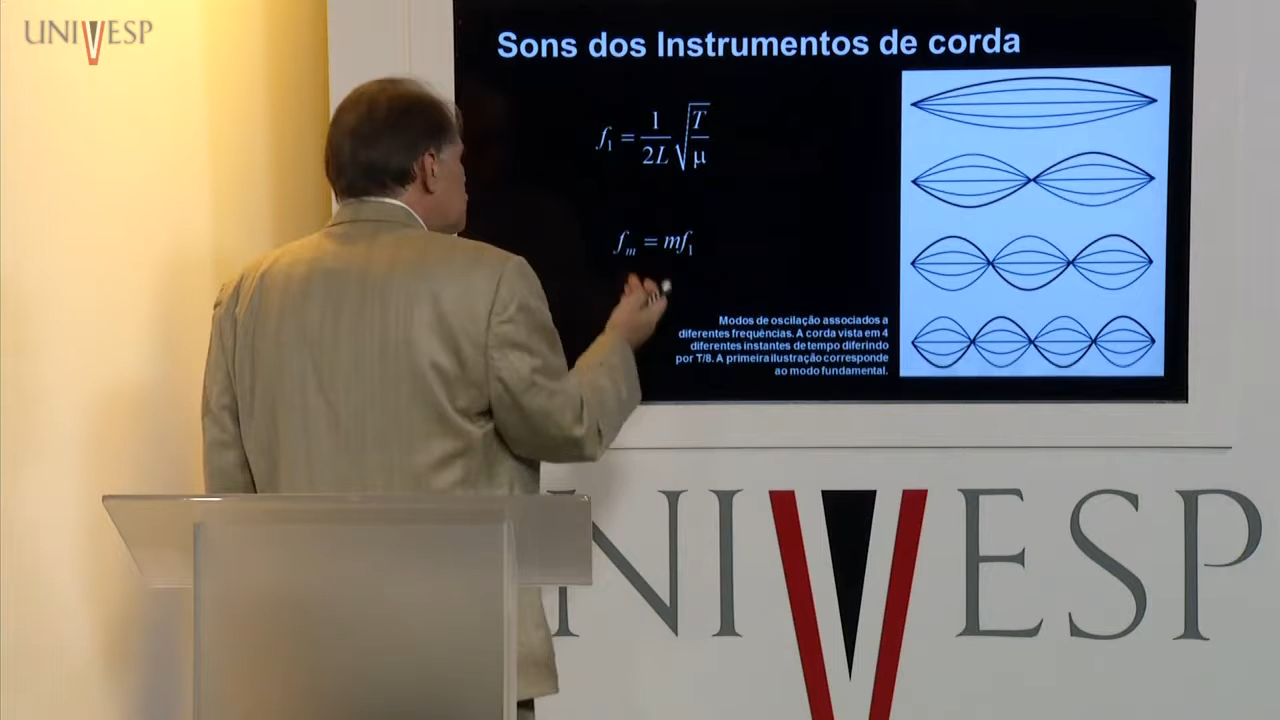 UNIVESP
Sons dos Instrumentos de corda
f₁ = 1/2L √T/μ
fₘ = mf₁
Modos de oscilação associados a
diferentes frequências. A corda vista em 4
diferentes instantes de tempo diferindo
por T/8. A primeira ilustração corresponde
ao modo fundamental.
NIVESP